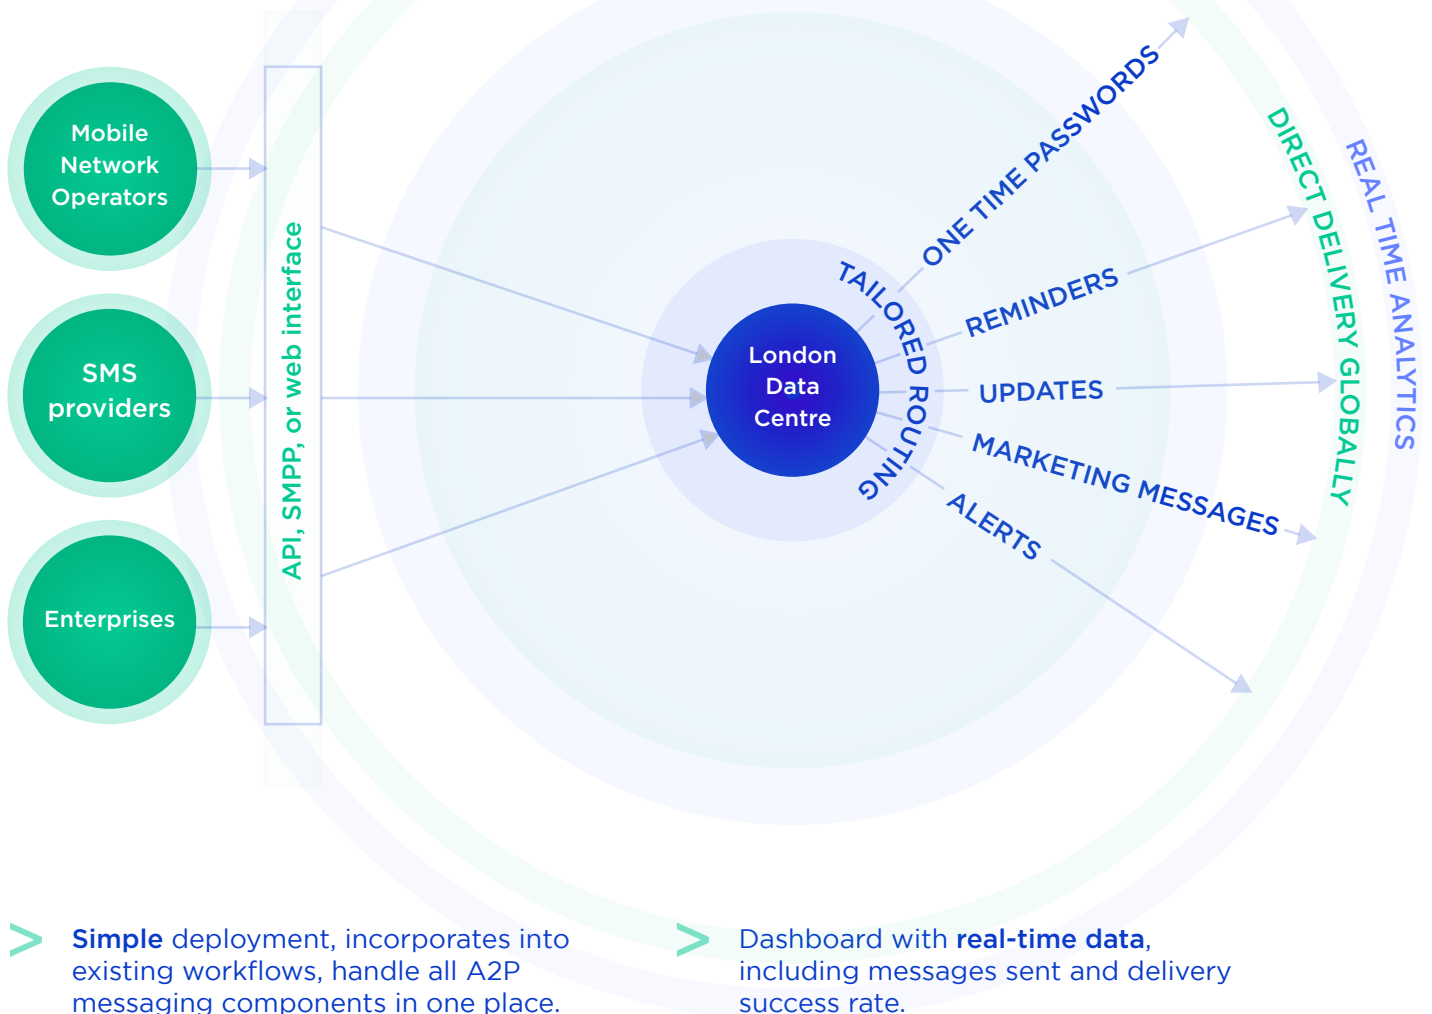 Mobile
Network
Operators
SMS
providers
Enterprises
API, SMPP, or web interface
London
Data
Centre
TAILORED ROUTING
ONE TIME PASSWORDS
REMINDERS
UPDATES
MARKETING MESSAGES
ALERTS
DIRECT DELIVERY GLOBALLY
REAL TIME ANALYTICS
> Simple deployment, incorporates into
existing workflows, handle all A2P
messaging components in one place.
> Dashboard with real-time data,
including messages sent and delivery
success rate.